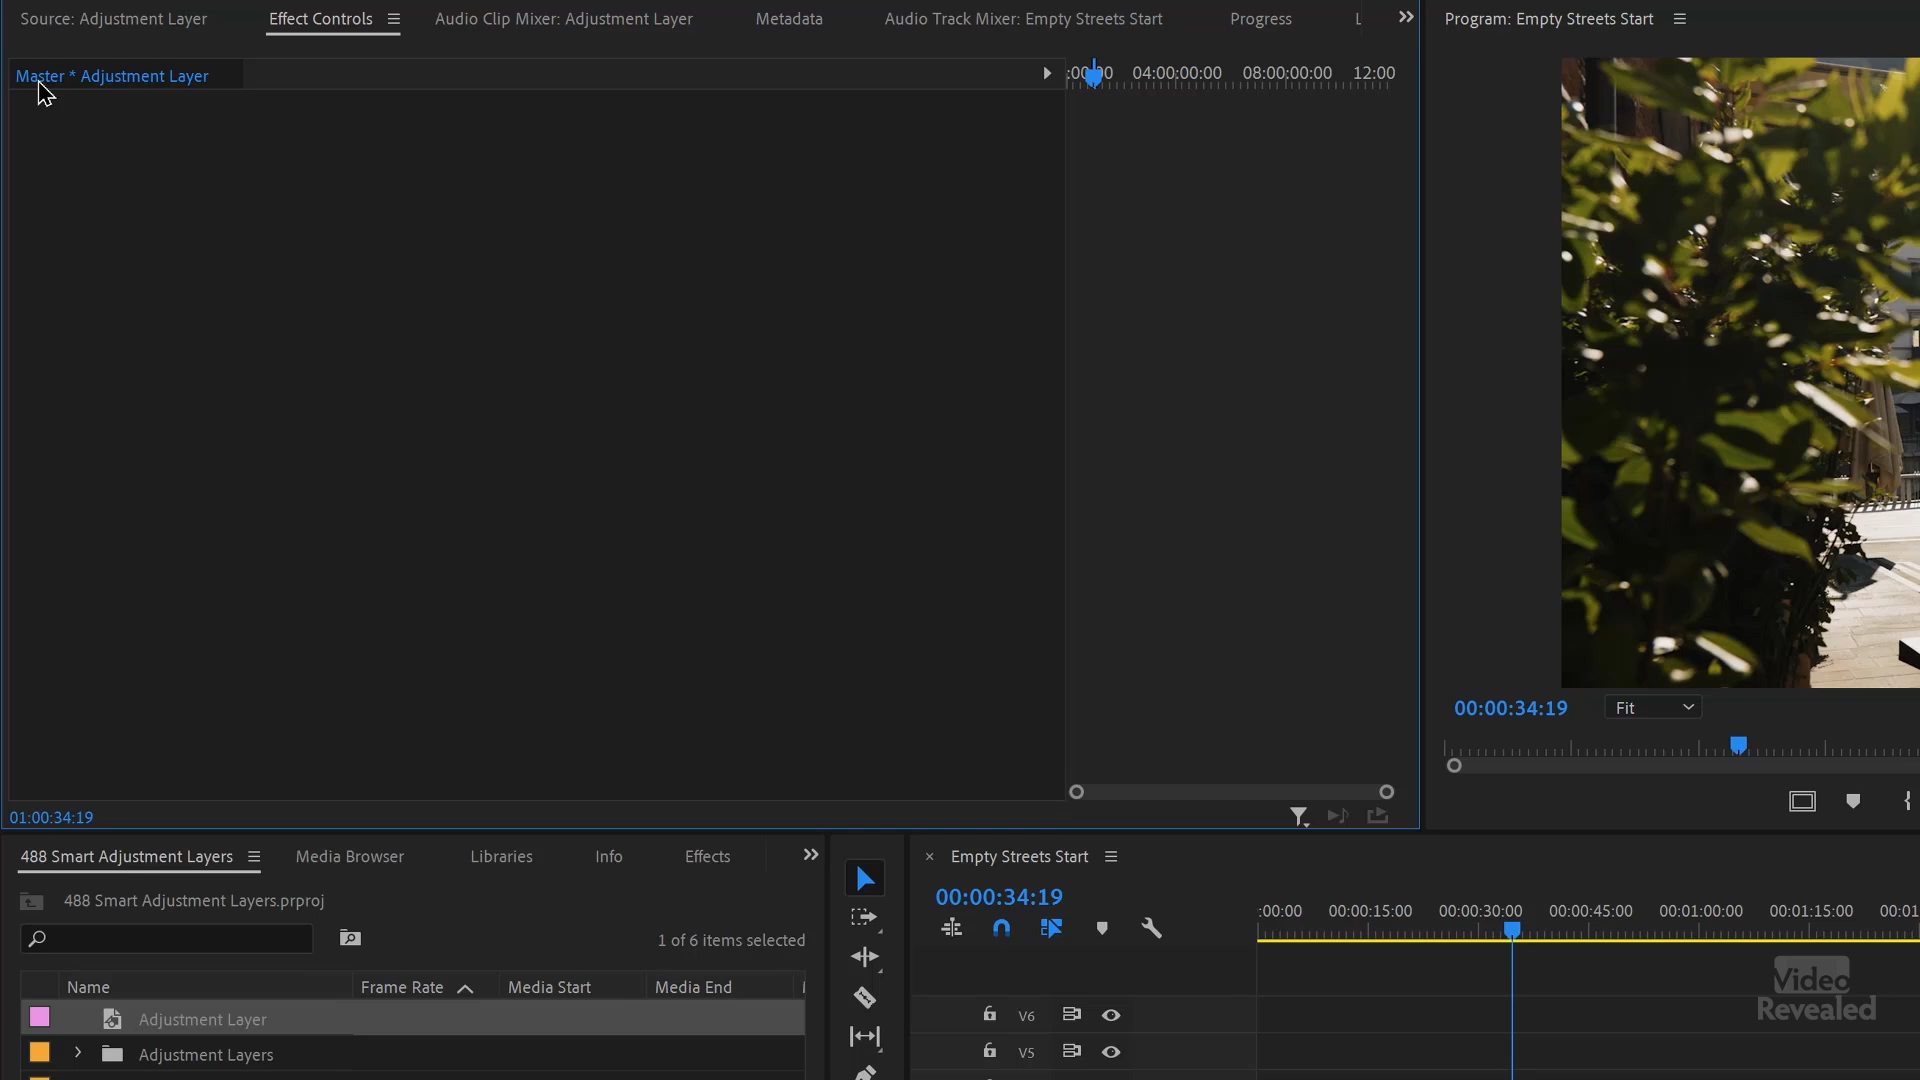 Source: Adjustment Layer
Effect Controls
Audio Clip Mixer: Adjustment Layer
Metadata
Audio Track Mixer: Empty Streets Start
Progress
L
Program: Empty Streets Start
Master * Adjustment Layer
04:00:00:00
08:00:00:00
12:00
00:00:34:19
Fit
01:00:34:19
488 Smart Adjustment Layers
Media Browser
Libraries
Info
Effects
Empty Streets Start
488 Smart Adjustment Layers.prproj
00:00:34:19
:00:00
00:00:15:00
00:00:30:00
00:00:45:00
00:01:00:00
00:01:15:00
00:01
1 of 6 items selected
Name
Frame Rate
Media Start
Media End
Adjustment Layer
V6
Adjustment Layers
V5
Video
Revealed